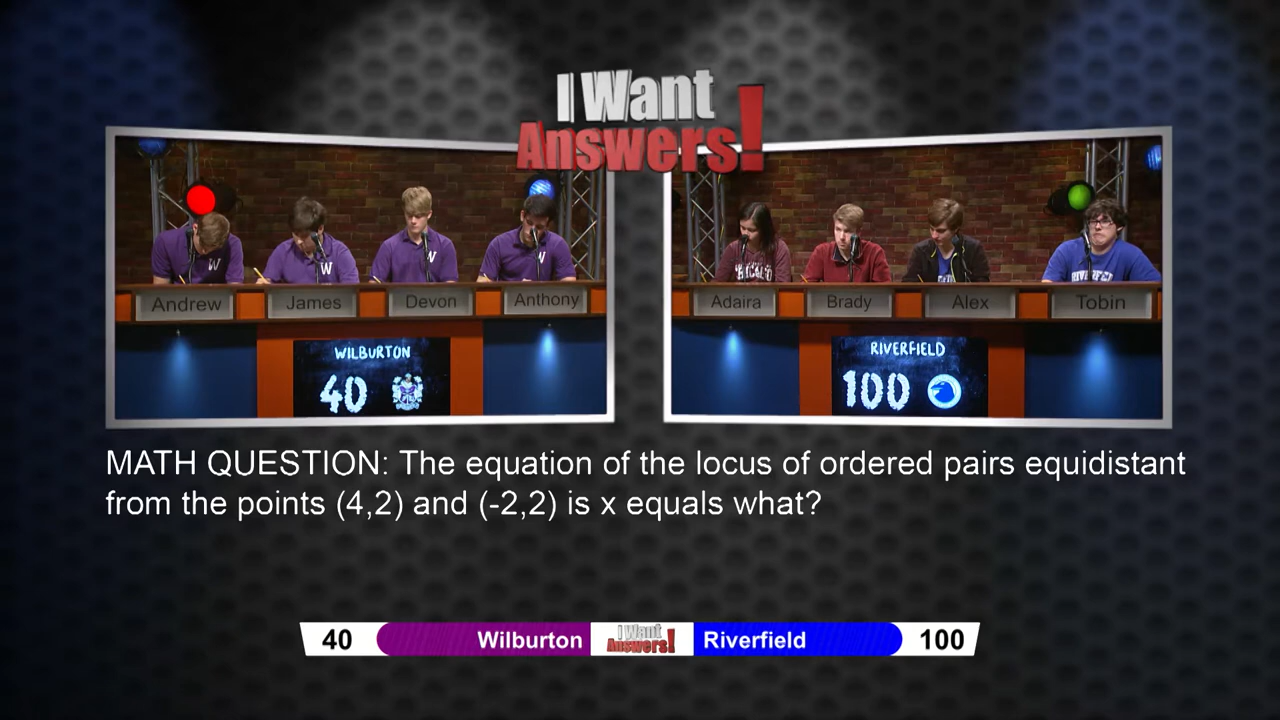 I Want
Answers!
W
W
W
W
CHICAGO
Andrew
James
Devon
Anthony
Adaira
Brady
Alex
Tobin
WILBURTON
40
RIVERFIELD
100
MATH QUESTION: The equation of the locus of ordered pairs equidistant
from the points (4,2) and (-2,2) is x equals what?
40 Wilburton I Want Answers! Riverfield 100